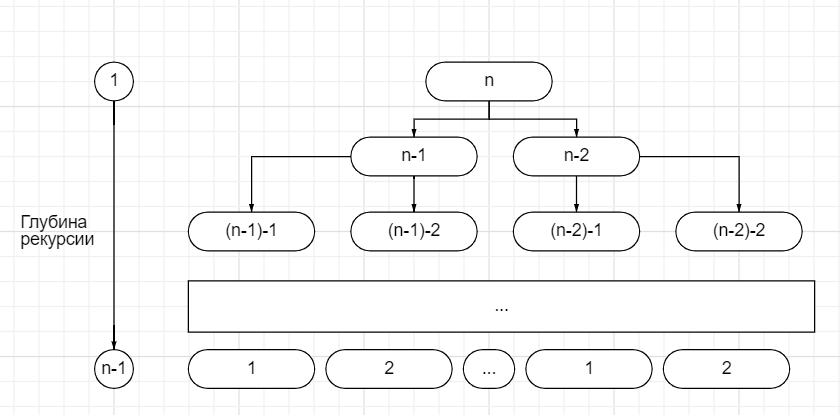 1
n
n-1
n-2
Глубина
рекурсии
(n-1)-1
(n-1)-2
(n-2)-1
(n-2)-2
...
n-1
1
2
...
1
2